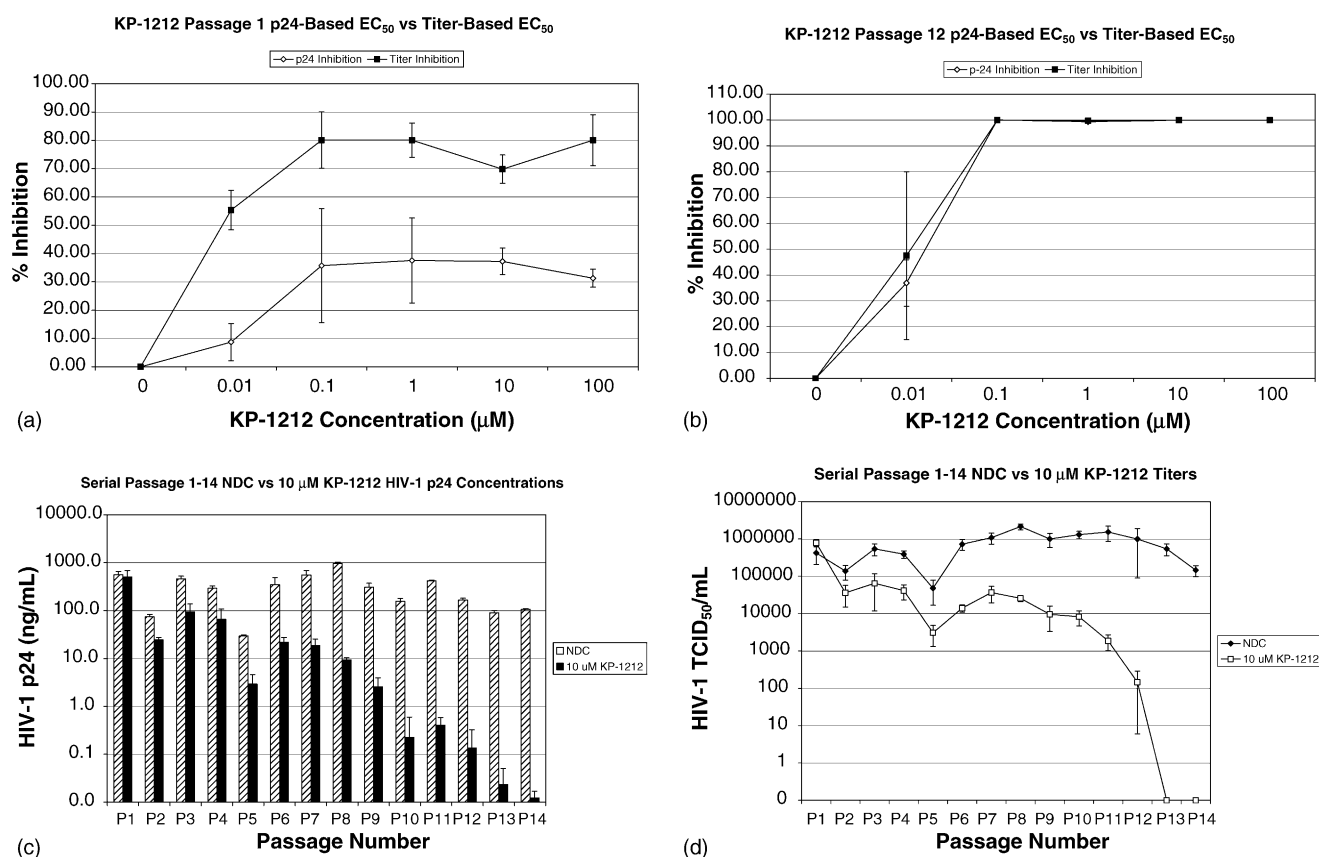 KP-1212 Passage 1 p24-Based EC50 vs Titer-Based EC50
p24 Inhibition Titer Inhibition
100.00
90.00
80.00
70.00
60.00
50.00
40.00
30.00
20.00
10.00
0.00
% Inhibition
0 0.01 0.1 1 10 100
KP-1212 Concentration (μM)
(a)
KP-1212 Passage 12 p24-Based EC50 vs Titer-Based EC50
p-24 Inhibition Titer Inhibition
110.00
100.00
90.00
80.00
70.00
60.00
50.00
40.00
30.00
20.00
10.00
0.00
% Inhibition
0 0.01 0.1 1 10 100
KP-1212 Concentration (μM)
(b)
Serial Passage 1-14 NDC vs 10 μM KP-1212 HIV-1 p24 Concentrations
10000.0
1000.0
100.0
10.0
1.0
0.1
0.0
HIV-1 p24 (ng/mL)
NDC
10 uM KP-1212
P1 P2 P3 P4 P5 P6 P7 P8 P9 P10 P11 P12 P13 P14
Passage Number
(c)
Serial Passage 1-14 NDC vs 10 μM KP-1212 Titers
10000000
1000000
100000
10000
1000
100
10
1
0
HIV-1 TCID50/mL
NDC
10 uM KP-1212
P1 P2 P3 P4 P5 P6 P7 P8 P9 P10 P11 P12 P13 P14
Passage Number
(d)